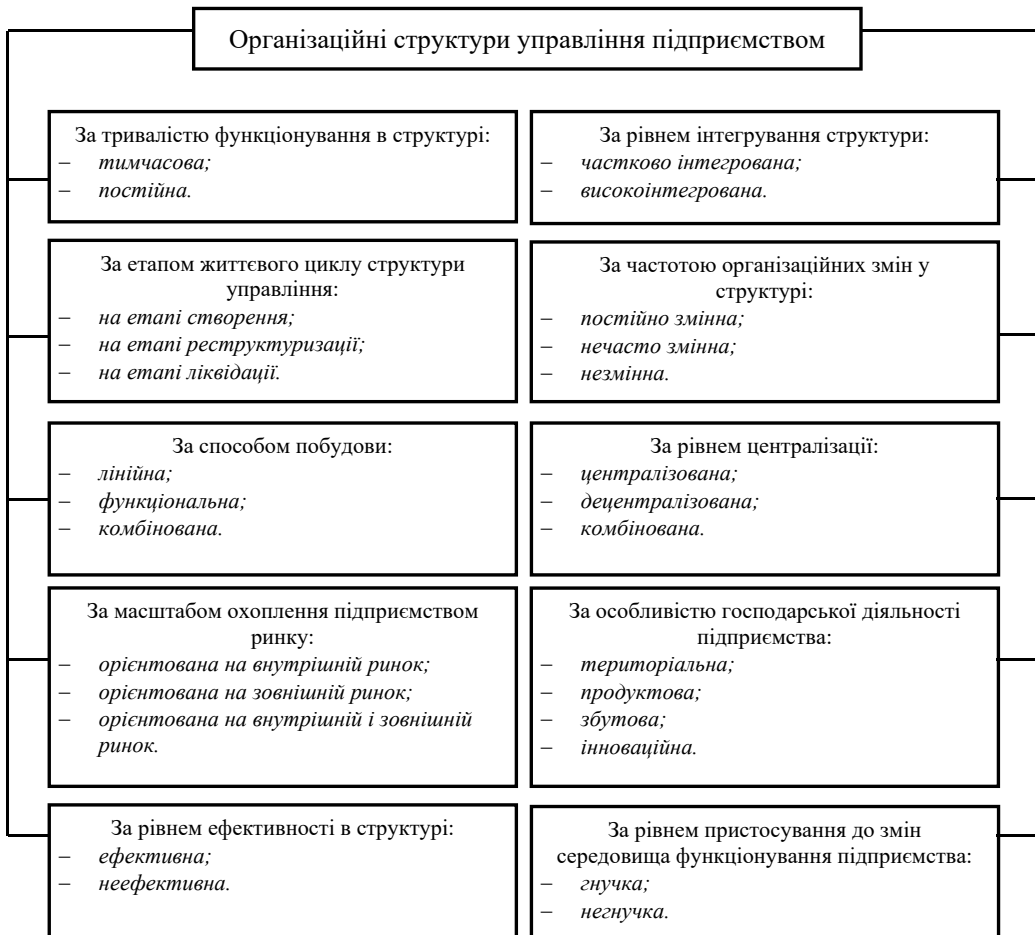 Організаційні структури управління підприємством
За тривалістю функціонування в структурі:
– тимчасова;
– постійна.
За рівнем інтегрування структури:
– частково інтегрована;
– високоінтегрована.
За етапом життєвого циклу структури
управління:
– на етапі створення;
– на етапі реструктуризації;
– на етапі ліквідації.
За частотою організаційних змін у
структурі:
– постійно змінна;
– нечасто змінна;
– незмінна.
За способом побудови:
– лінійна;
– функціональна;
– комбінована.
За рівнем централізації:
– централізована;
– децентралізована;
– комбінована.
За масштабом охоплення підприємством
ринку:
– орієнтована на внутрішній ринок;
– орієнтована на зовнішній ринок;
– орієнтована на внутрішній і зовнішній
ринок.
За особливістю господарської діяльності
підприємства:
– територіальна;
– продуктова;
– збутова;
– інноваційна.
За рівнем ефективності в структурі:
– ефективна;
– неефективна.
За рівнем пристосування до змін
середовища функціонування підприємства:
– гнучка;
– негнучка.